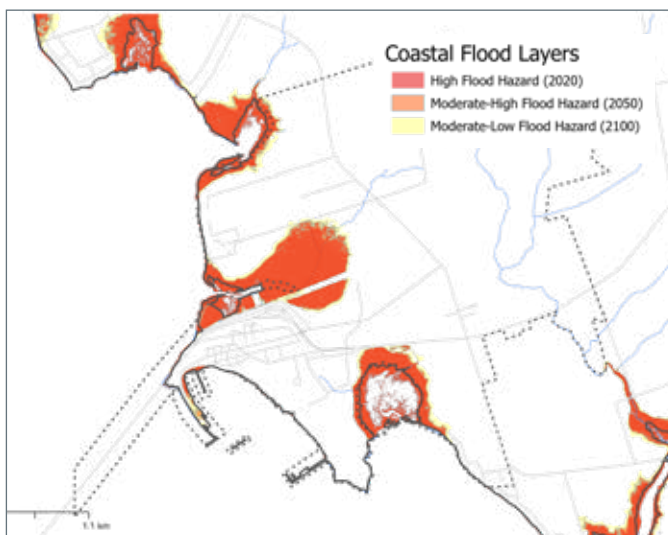 Coastal Flood Layers
High Flood Hazard (2020)
Moderate-High Flood Hazard (2050)
Moderate-Low Flood Hazard (2100)
1.1 km